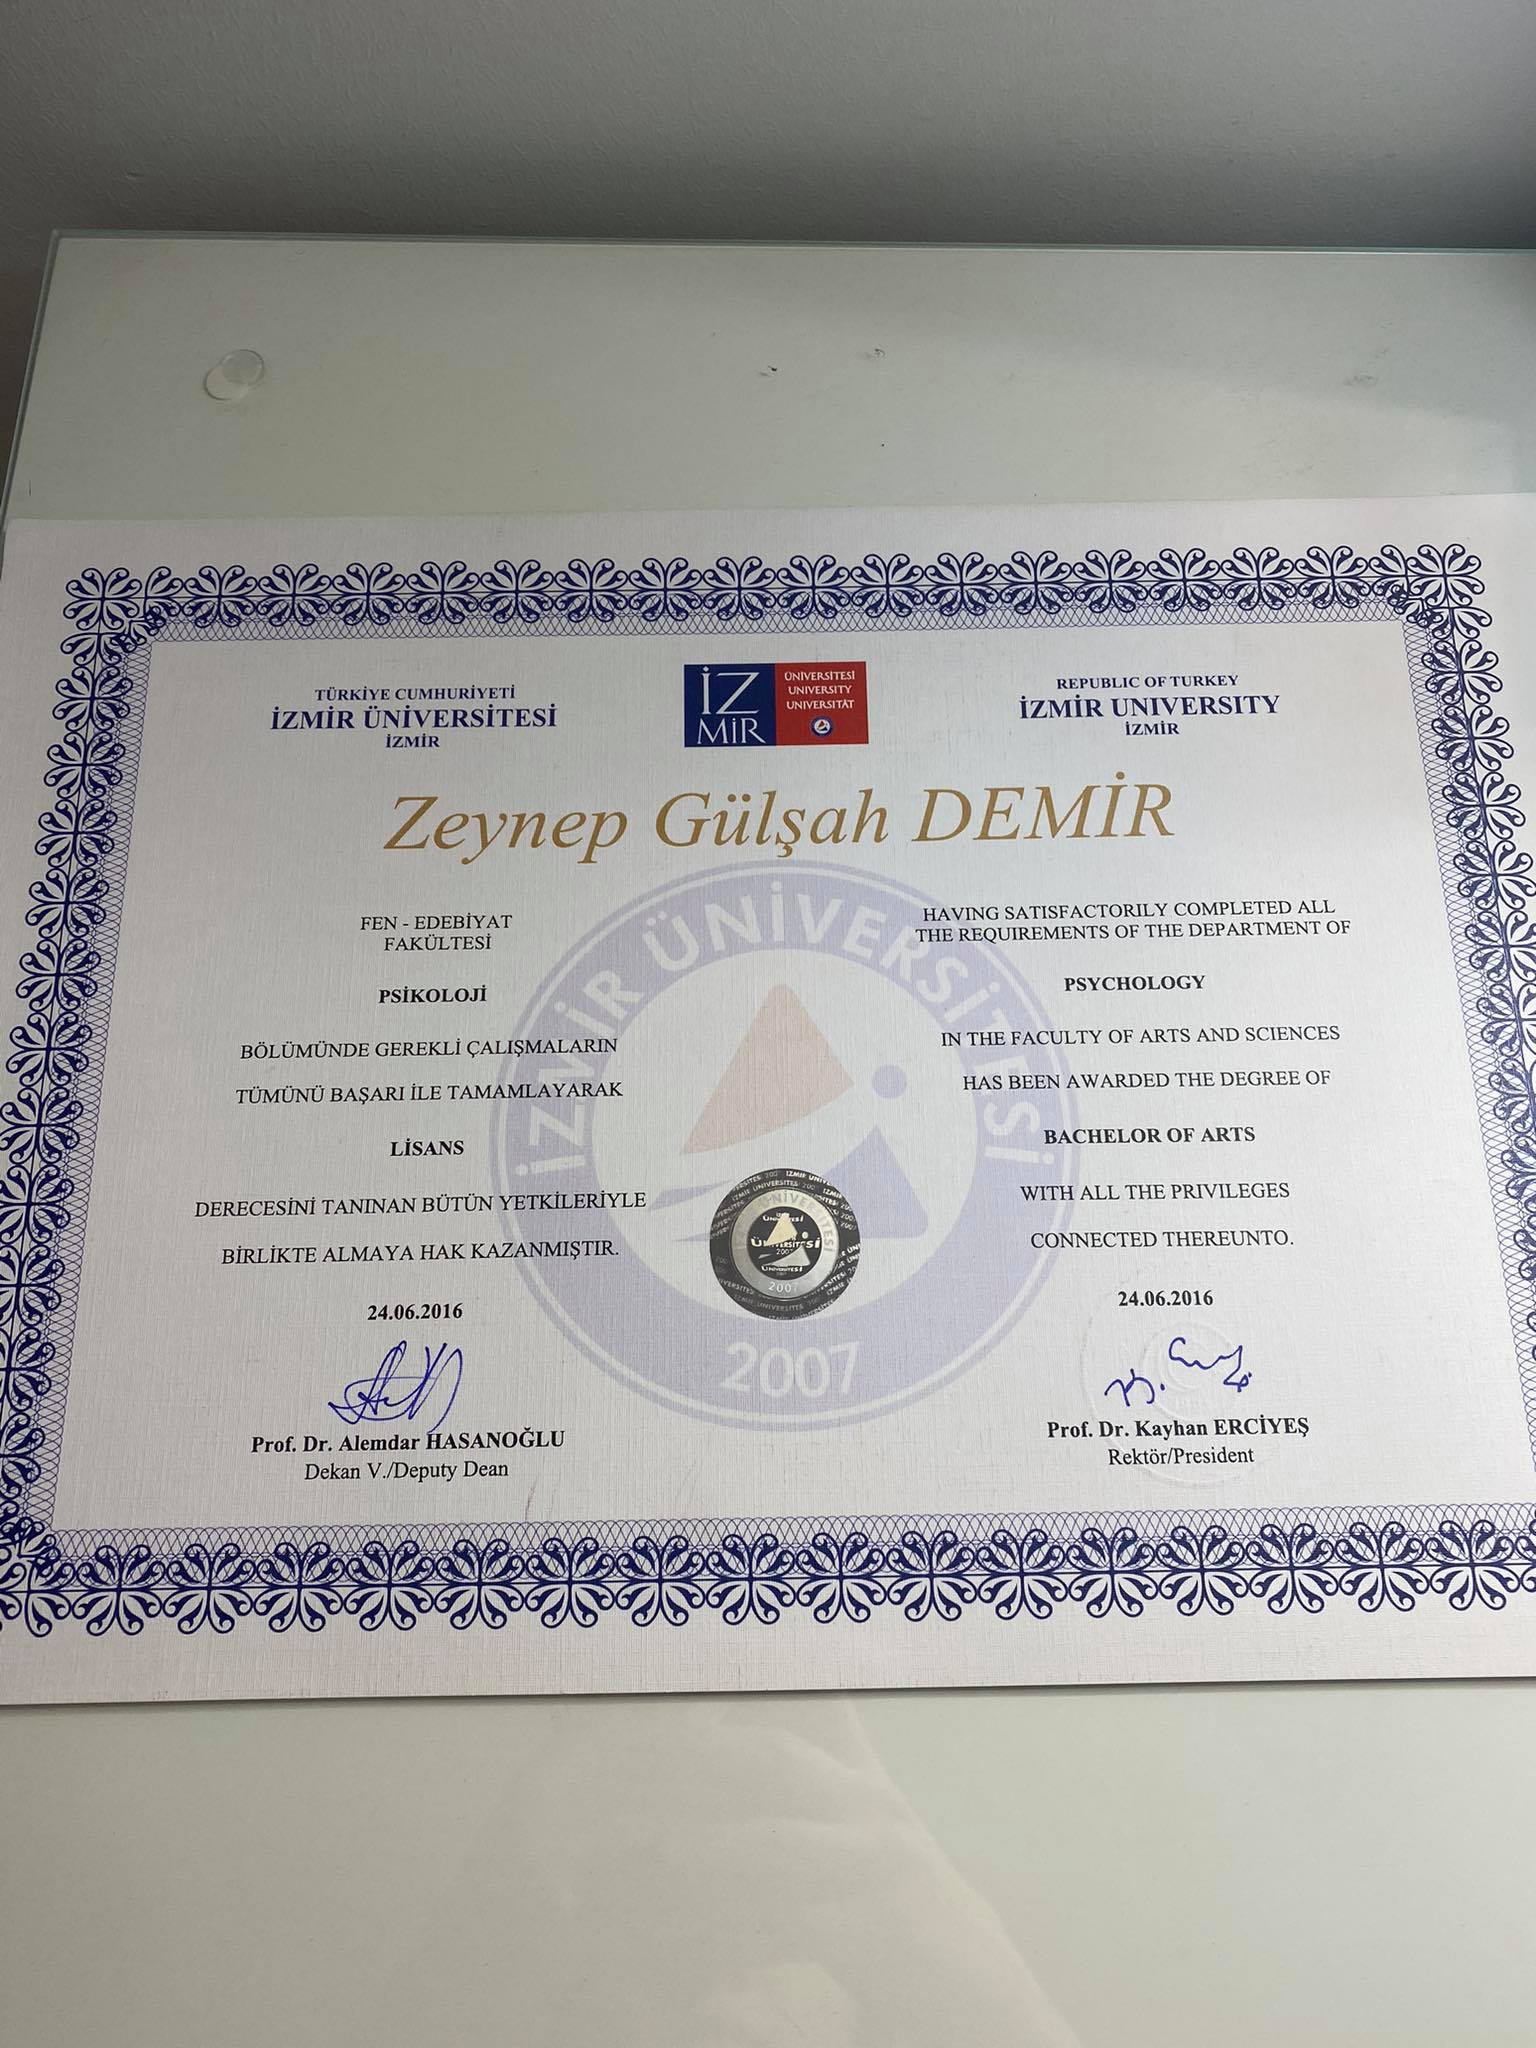 TÜRKİYE CUMHURİYETİ
İZMİR ÜNİVERSİTESİ
İZMİR
İZMİR
ÜNİVERSİTESİ
UNIVERSITY
UNIVERSITÄT
REPUBLIC OF TURKEY
İZMİR UNIVERSITY
İZMİR
Zeynep Gülşah DEMİR
FEN - EDEBİYAT
FAKÜLTESİ
PSİKOLOJİ
BÖLÜMÜNDE GEREKLİ ÇALIŞMALARIN
TÜMÜNÜ BAŞARI İLE TAMAMLAYARAK
LİSANS
DERECESİNİ TANINAN BÜTÜN YETKİLERİYLE
BİRLİKTE ALMAYA HAK KAZANMIŞTIR.
24.06.2016
Prof. Dr. Alemdar HASANOĞLU
Dekan V./Deputy Dean
İZMİR ÜNİVERSİTESİ
2007
ÜNİVERSİTESİ
2007
HAVING SATISFACTORILY COMPLETED ALL
THE REQUIREMENTS OF THE DEPARTMENT OF
PSYCHOLOGY
IN THE FACULTY OF ARTS AND SCIENCES
HAS BEEN AWARDED THE DEGREE OF
BACHELOR OF ARTS
WITH ALL THE PRIVILEGES
CONNECTED THEREUNTO.
24.06.2016
Prof. Dr. Kayhan ERCİYEŞ
Rektör/President